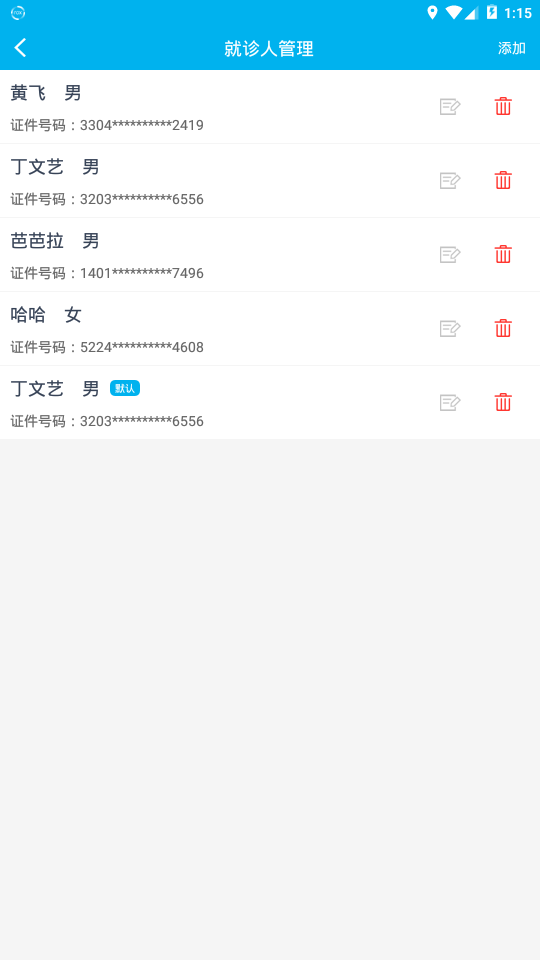 1:15
就诊人管理
添加
黄飞 男
证件号码：3304**********2419
丁文艺 男
证件号码：3203**********6556
芭芭拉 男
证件号码：1401**********7496
哈哈 女
证件号码：5224**********4608
丁文艺 男 默认
证件号码：3203**********6556